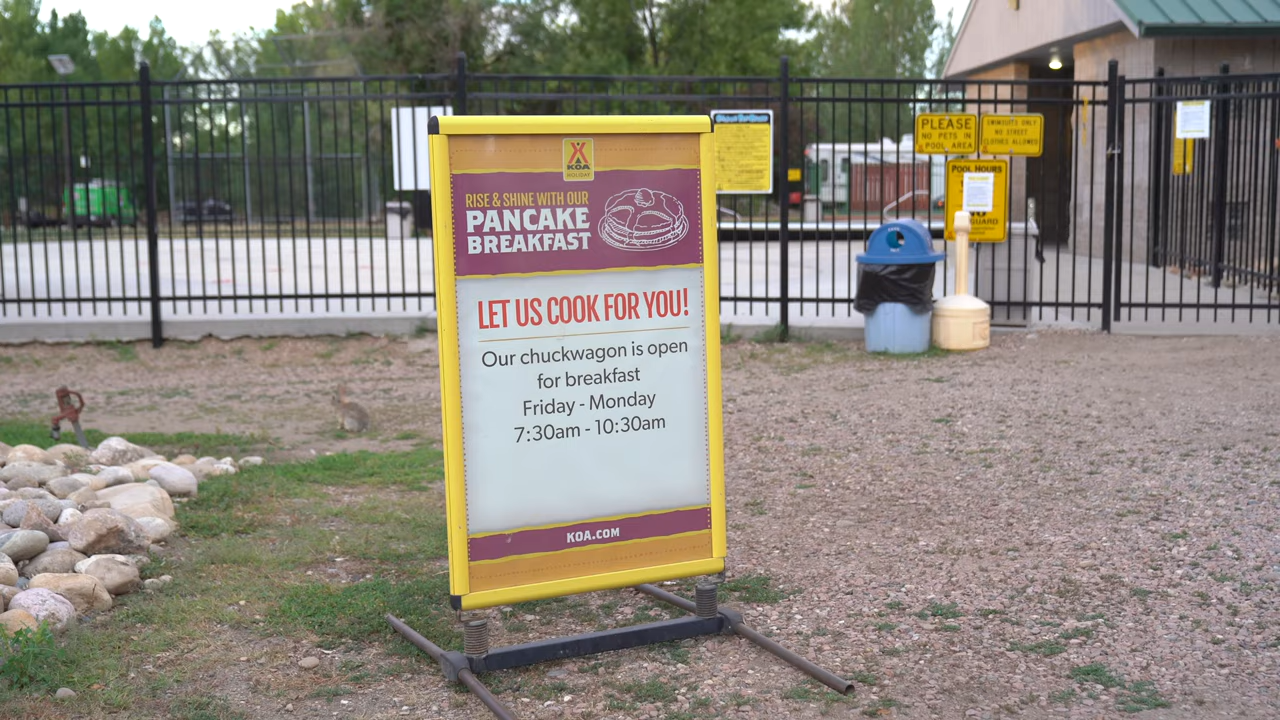 KOA
HOLIDAY
RISE & SHINE WITH OUR
PANCAKE
BREAKFAST
LET US COOK FOR YOU!
Our chuckwagon is open
for breakfast
Friday - Monday
7:30am - 10:30am
KOA.COM
PLEASE
NO PETS IN
POOL AREA
SWIMSUITS ONLY
NO STREET
CLOTHES ALLOWED
POOL HOURS
NO
GUARD